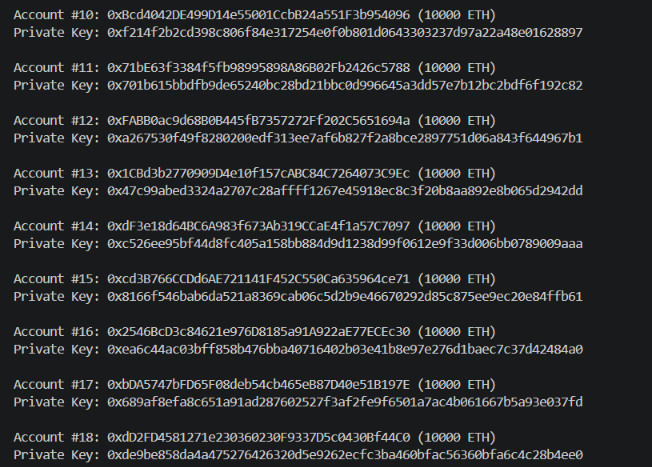 Account #10: 0xBcd4042DE499D14e55001CcbB24a551F3b954096 (10000 ETH)
Private Key: 0xf214f2b2cd398c806f84e317254e0f0b801d0643303237d97a22a48e01628897
Account #11: 0x71bE63f3384f5fb98995898A86B02Fb2426c5788 (10000 ETH)
Private Key: 0x701b615bbdfb9de65240bc28bd21bbc0d996645a3dd57e7b12bc2bdf6f192c82
Account #12: 0xFABB0ac9d68B0B445fB7357272Ff202C5651694a (10000 ETH)
Private Key: 0xa267530f49f8280200edf313ee7af6b827f2a8bce2897751d06a843f644967b1
Account #13: 0x1CBd3b2770909D4e10f157cABC84C7264073C9Ec (10000 ETH)
Private Key: 0x47c99abed3324a2707c28affff1267e45918ec8c3f20b8aa892e8b065d2942dd
Account #14: 0xdF3e18d64BC6A983f673Ab319CCaE4f1a57C7097 (10000 ETH)
Private Key: 0xc526ee95bf44d8fc405a158bb884d9d1238d99f0612e9f33d006bb0789009aaa
Account #15: 0xcd3B766CCDd6AE721141F452C550Ca635964ce71 (10000 ETH)
Private Key: 0x8166f546bab6da521a8369cab06c5d2b9e46670292d85c875ee9ec20e84ffb61
Account #16: 0x2546BcD3c84621e976D8185a91A922aE77ECEc30 (10000 ETH)
Private Key: 0xea6c44ac03bff858b476bba40716402b03e41b8e97e276d1baec7c37d42484a0
Account #17: 0xbDA5747bFD65F08deb54cb465eB87D40e51B197E (10000 ETH)
Private Key: 0x689af8efa8c651a91ad287602527f3af2fe9f6501a7ac4b061667b5a93e037fd
Account #18: 0xdD2FD4581271e230360230F9337D5c0430Bf44C0 (10000 ETH)
Private Key: 0xde9be858da4a475276426320d5e9262ecfc3ba460bfac56360bfa6c4c28b4ee0